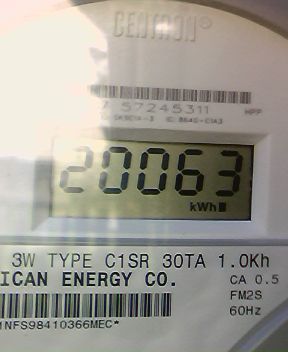 CENTRON®
57245311
HPP
20063
kWh
3W TYPE C1SR 30TA 1.0Kh
ICAN ENERGY CO. CA 0.5
FM2S
60Hz
NFS98410366MEC*